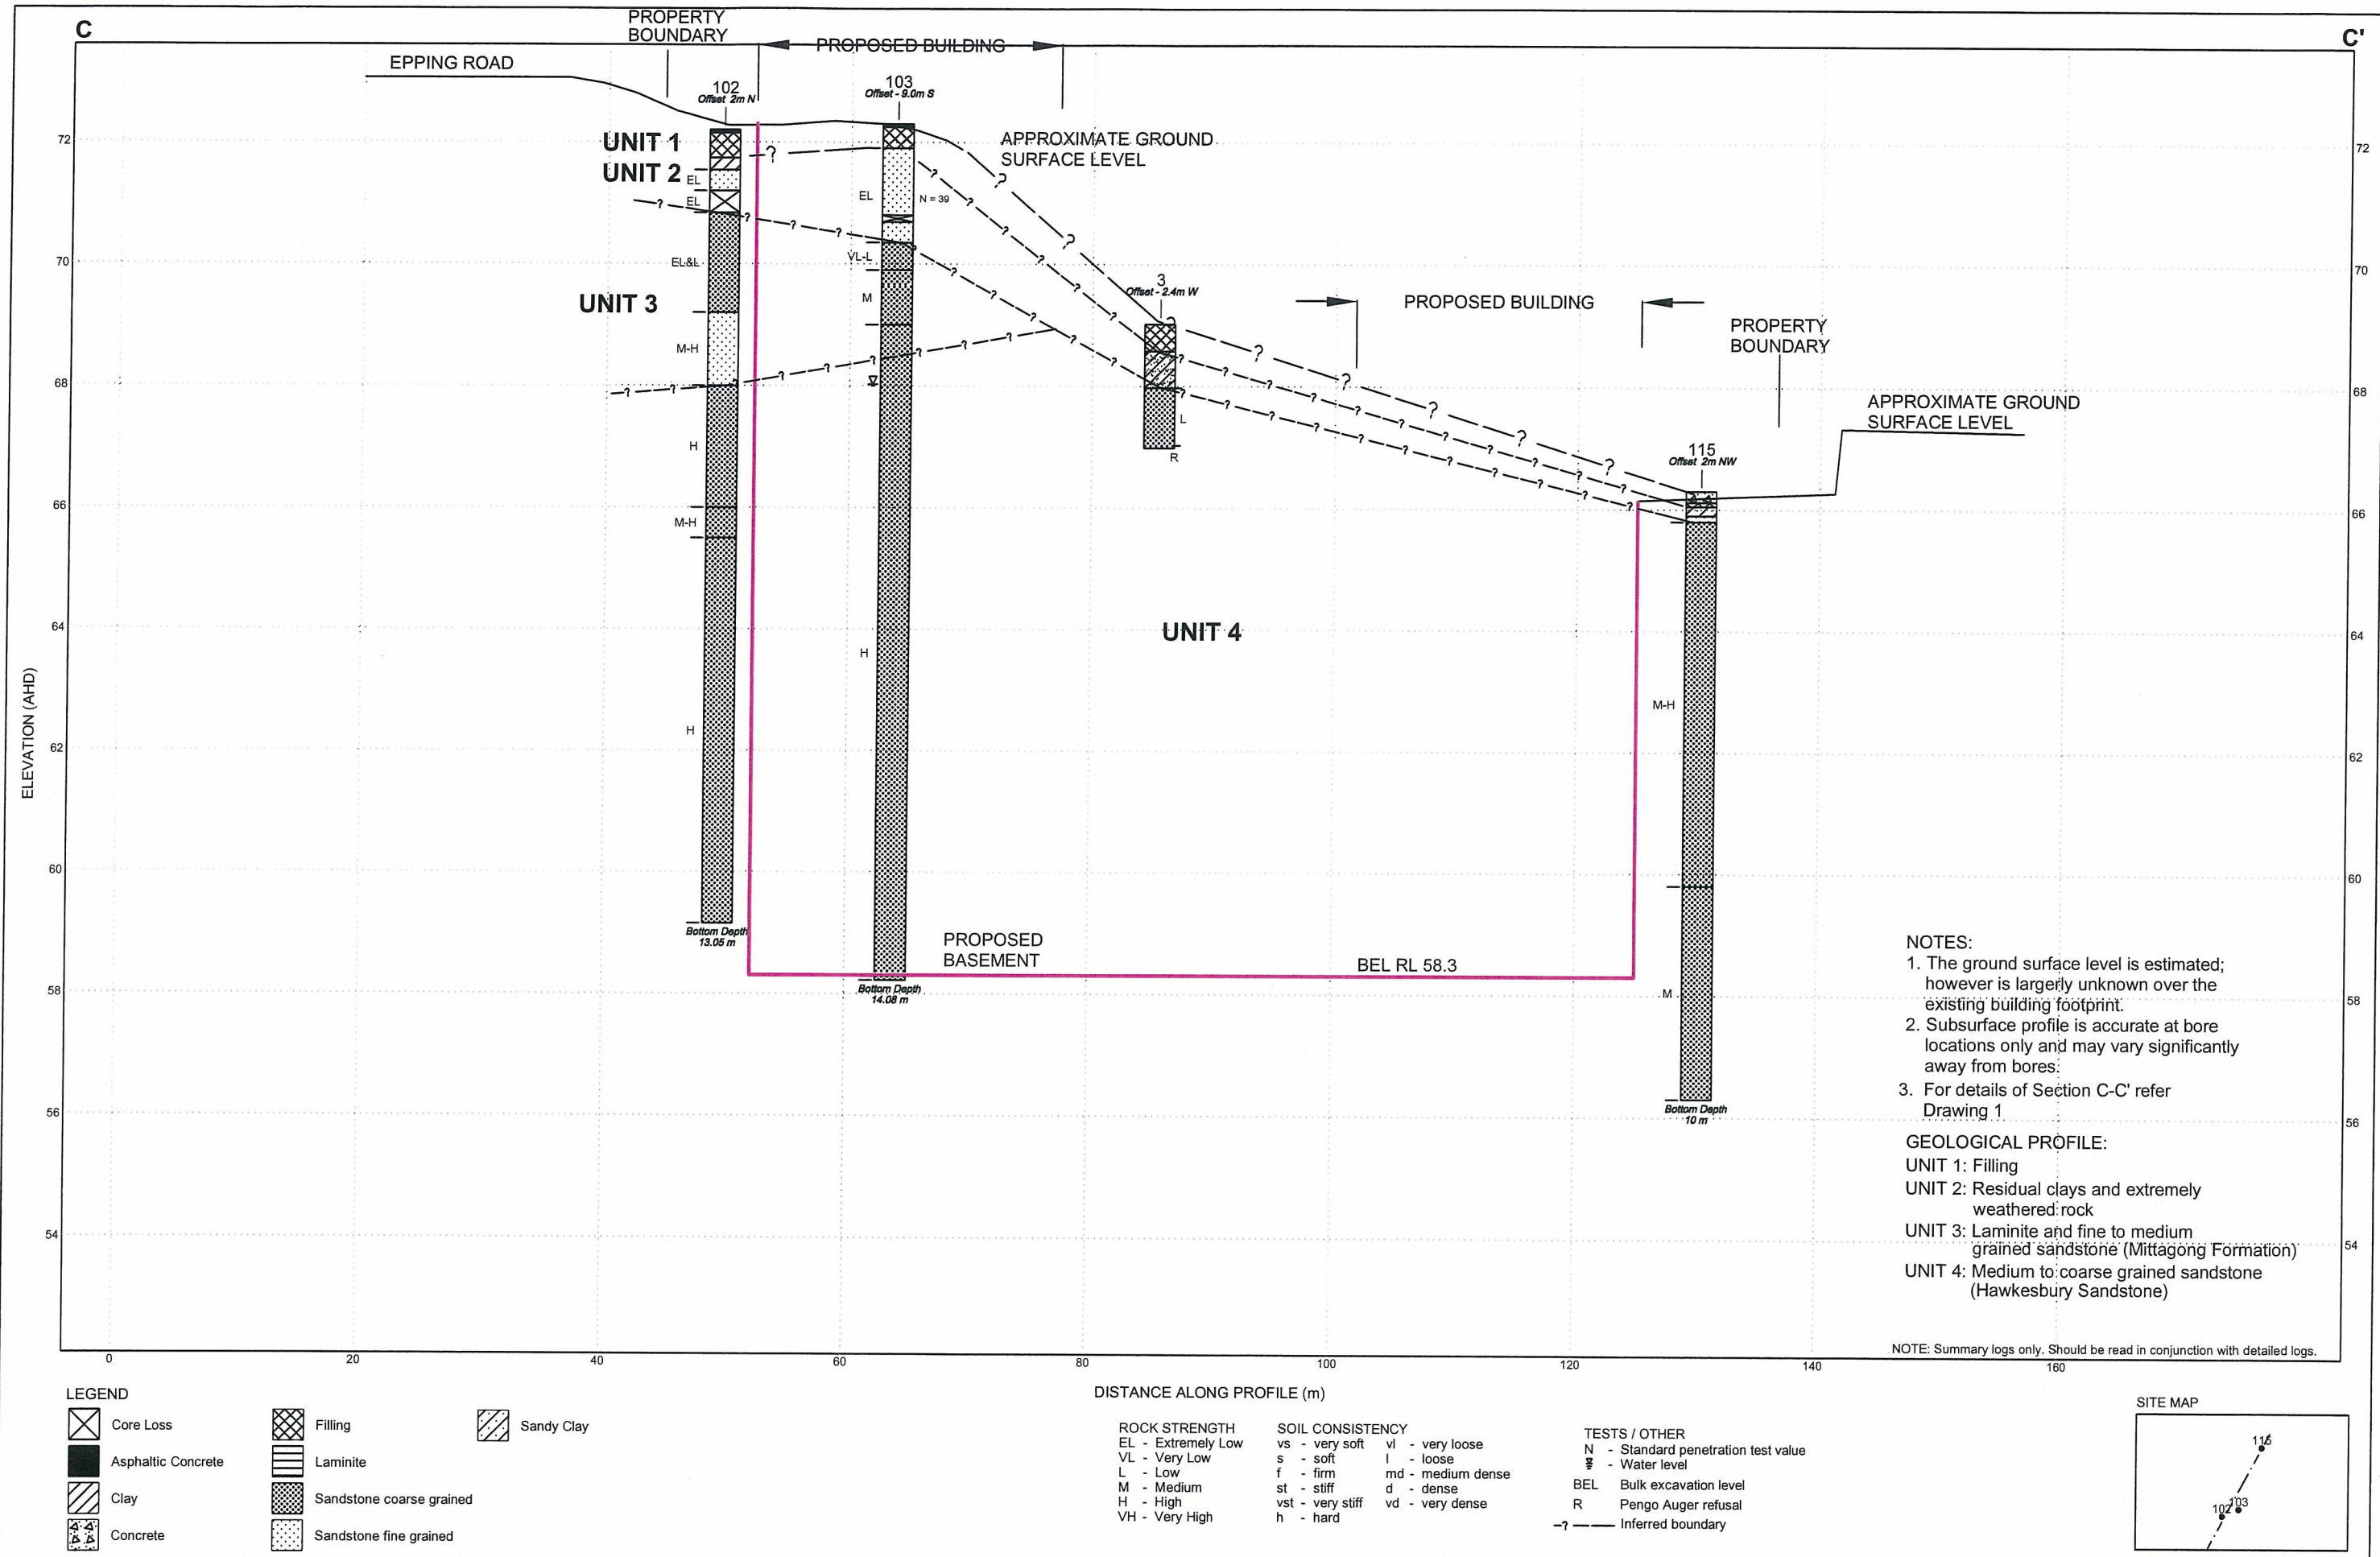 C
C'
PROPERTY
BOUNDARY
PROPOSED BUILDING
EPPING ROAD
102
Offset 2m N
103
Offset - 9.0m S
UNIT 1
UNIT 2
EL
EL
EL&L
UNIT 3
M-H
H
M-H
H
EL
N = 39
VL-L
M
H
APPROXIMATE GROUND
SURFACE LEVEL
3
Offset - 2.4m W
L
R
PROPOSED BUILDING
PROPERTY
BOUNDARY
APPROXIMATE GROUND
SURFACE LEVEL
115
Offset 2m NW
M-H
M
UNIT 4
Bottom Depth
13.05 m
Bottom Depth
14.08 m
PROPOSED
BASEMENT
BEL RL 58.3
Bottom Depth
10 m
ELEVATION (AHD)
72
70
68
66
64
62
60
58
56
54
72
70
68
66
64
62
60
58
56
54
NOTES:
1. The ground surface level is estimated;
however is largerly unknown over the
existing building footprint.
2. Subsurface profile is accurate at bore
locations only and may vary significantly
away from bores.
3. For details of Section C-C' refer
Drawing 1
GEOLOGICAL PROFILE:
UNIT 1: Filling
UNIT 2: Residual clays and extremely
weathered rock
UNIT 3: Laminite and fine to medium
grained sandstone (Mittagong Formation)
UNIT 4: Medium to coarse grained sandstone
(Hawkesbury Sandstone)
NOTE: Summary logs only. Should be read in conjunction with detailed logs.
0 20 40 60 80 100 120 140 160
DISTANCE ALONG PROFILE (m)
LEGEND
Core Loss
Asphaltic Concrete
Clay
Concrete
Filling
Laminite
Sandstone coarse grained
Sandstone fine grained
Sandy Clay
ROCK STRENGTH
EL - Extremely Low
VL - Very Low
L - Low
M - Medium
H - High
VH - Very High
SOIL CONSISTENCY
vs - very soft vl - very loose
s - soft l - loose
f - firm md - medium dense
st - stiff d - dense
vst - very stiff vd - very dense
h - hard
TESTS / OTHER
N - Standard penetration test value
- Water level
BEL Bulk excavation level
R Pengo Auger refusal
-?- Inferred boundary
SITE MAP
115
102 103